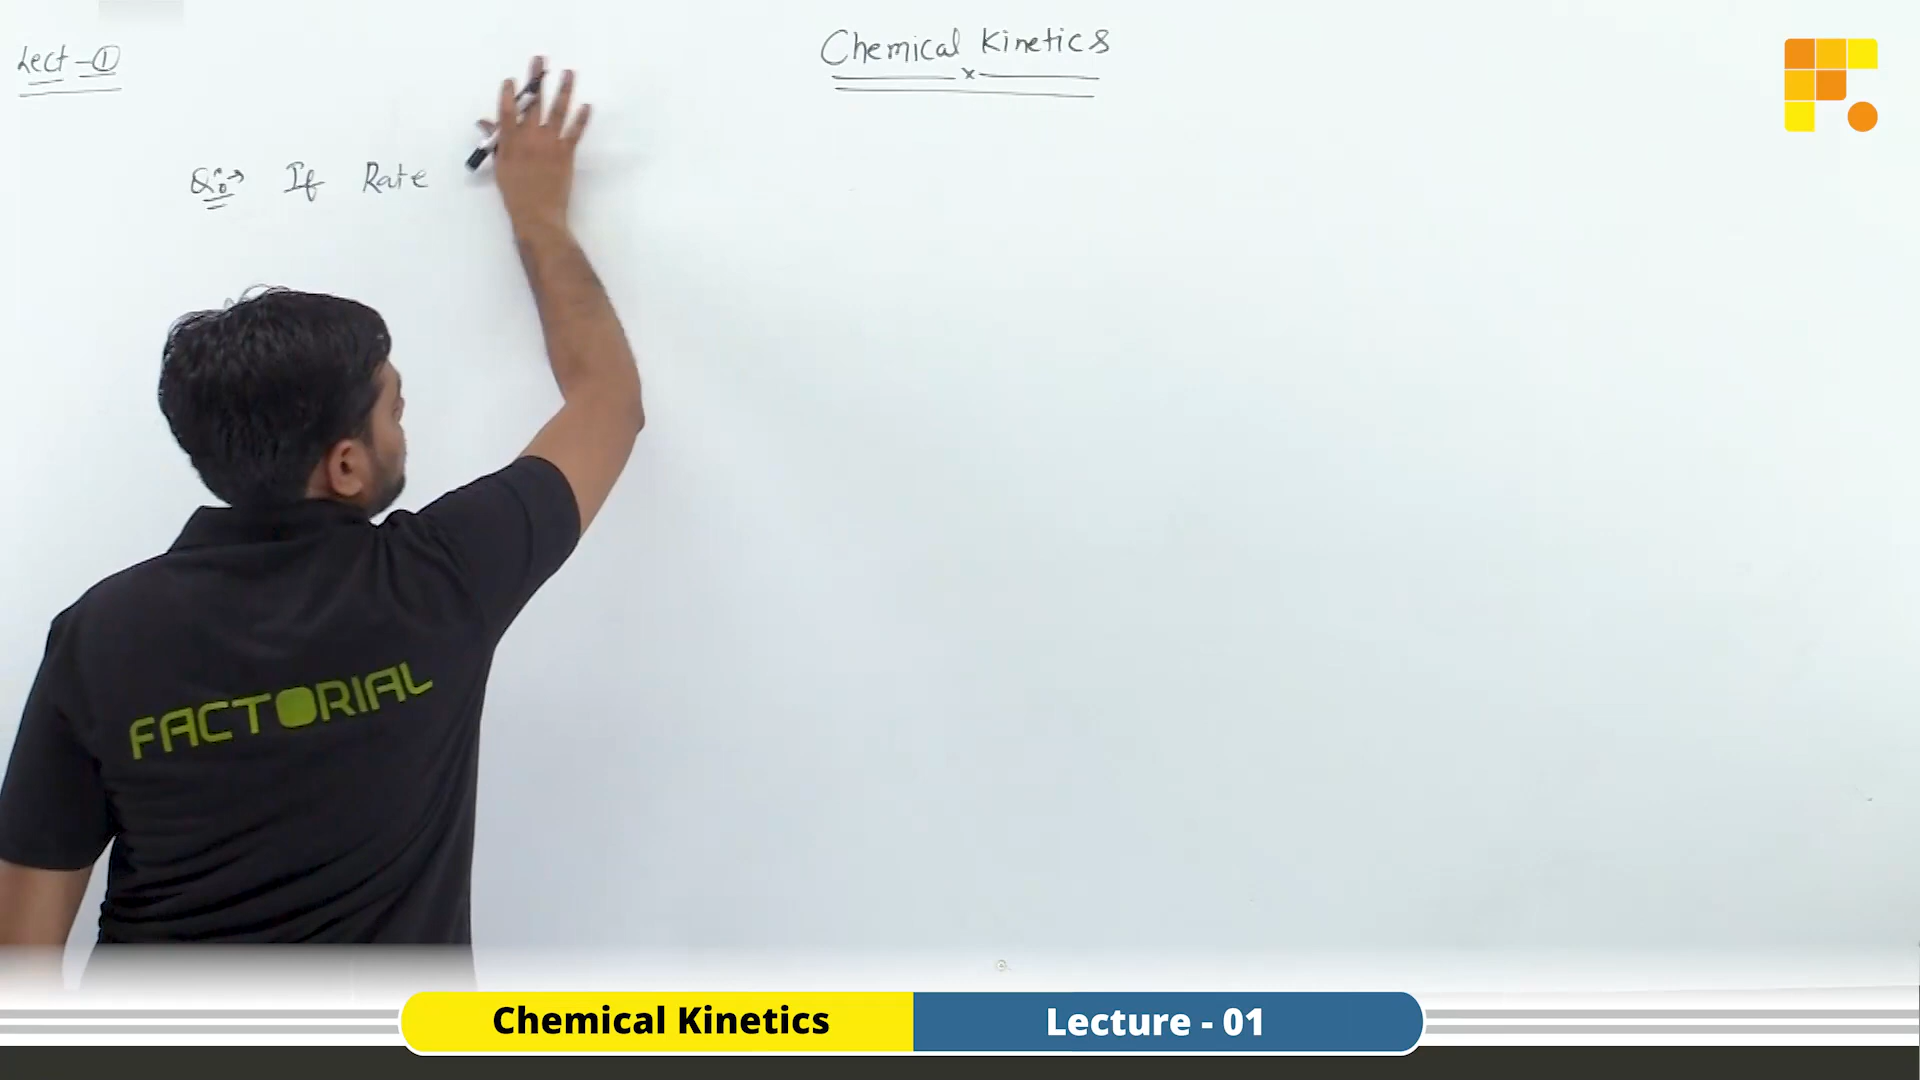 Lect-①
Chemical Kinetics
x
Q:→ If Rate
FACTORIAL
Chemical Kinetics
Lecture - 01